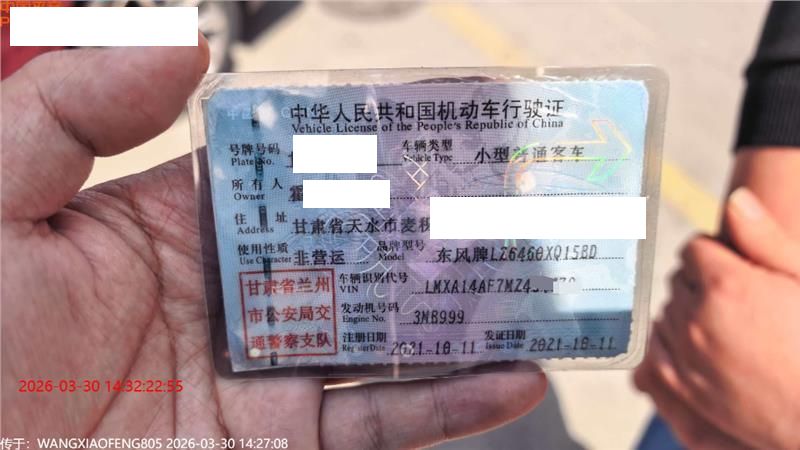 中华人民共和国机动车行驶证
Vehicle License of the People's Republic of China
号牌号码
Plate No.
车辆类型 小型普通客车
Vehicle Type
所有人
Owner
住 址 甘肃省天水市麦积
Address
使用性质 非营运
Use Character
品牌型号 东风牌LZ6460XQ15BD
Model
车辆识别代号
VIN LMXA14AF7MZ4
发动机号码 3N8999
Engine No.
注册日期 2021-10-11
Register Date
发证日期 2021-10-11
Issue Date
甘肃省兰州
市公安局交
通警察支队
2026-03-30 14:32:22:55
传于：WANGXIAOFENG805 2026-03-30 14:27:08